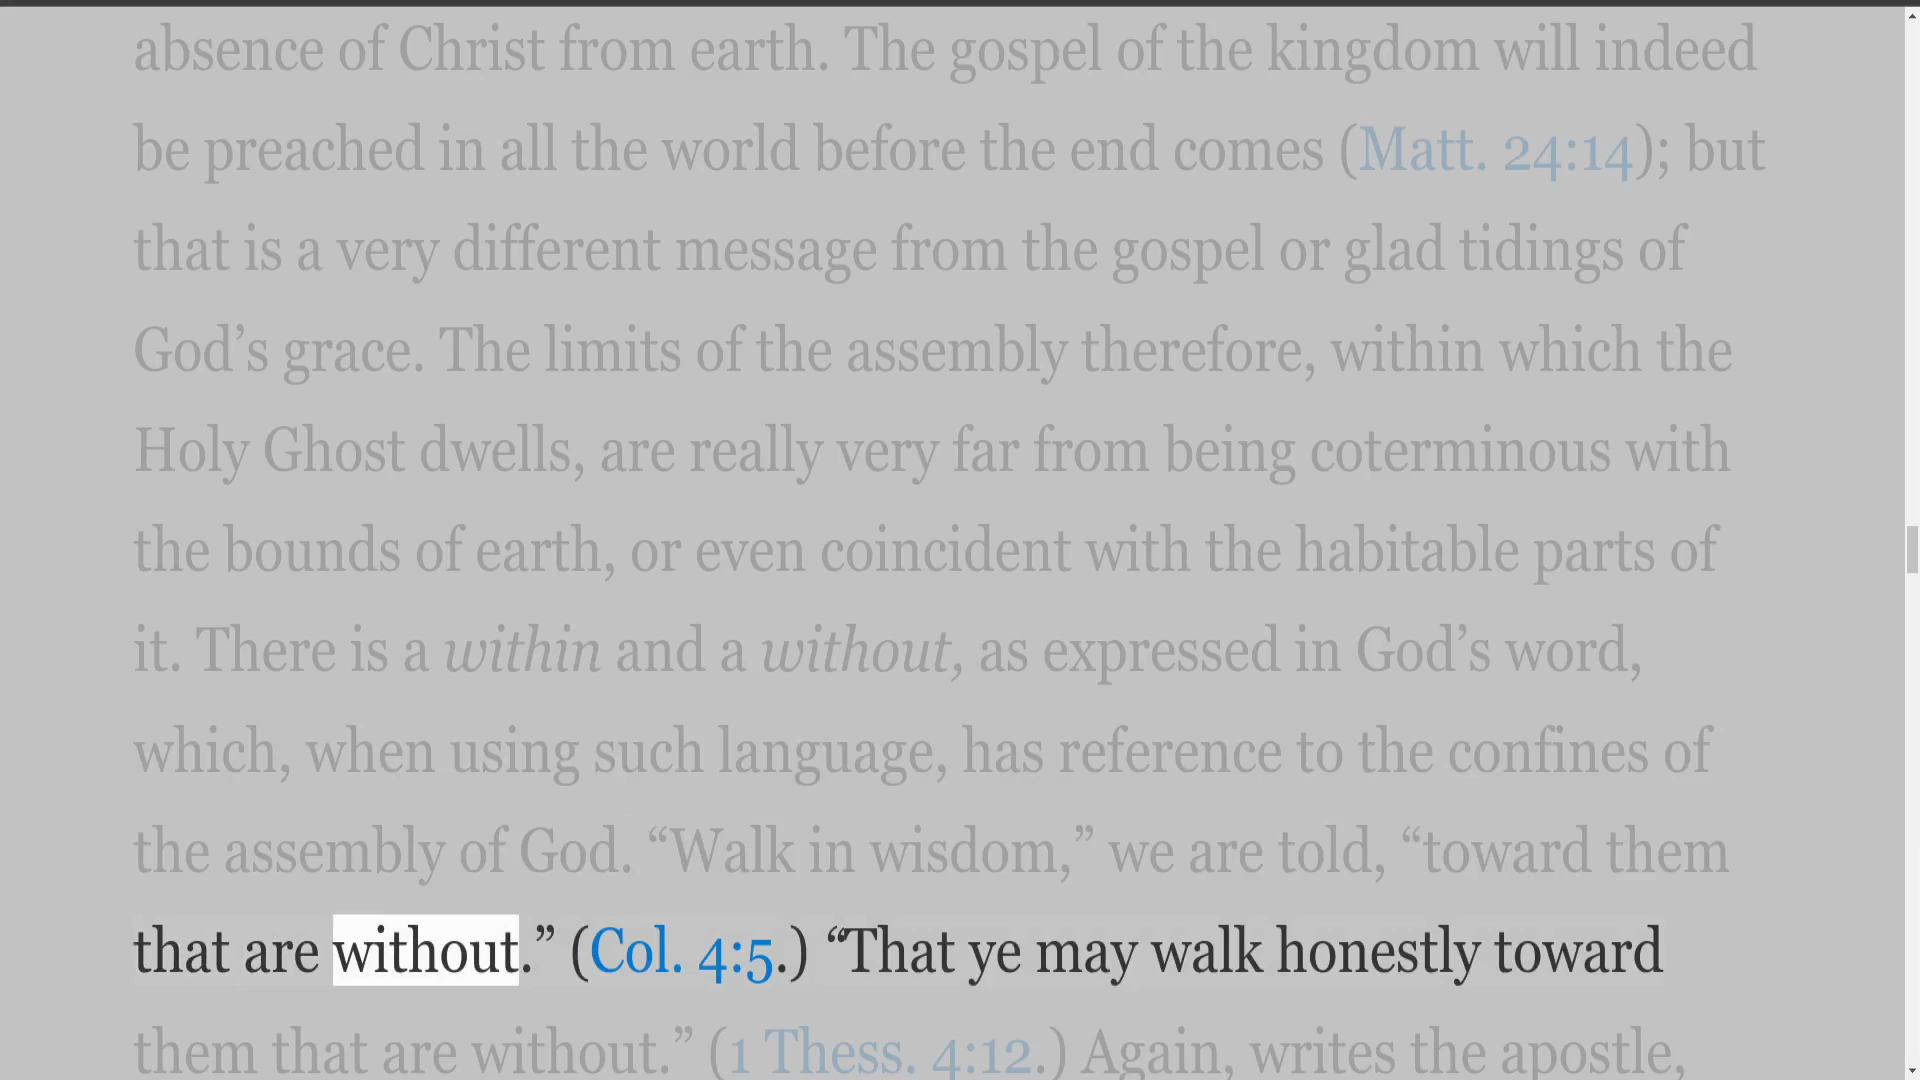 absence of Christ from earth. The gospel of the kingdom will indeed
be preached in all the world before the end comes (Matt. 24:14); but
that is a very different message from the gospel or glad tidings of
God’s grace. The limits of the assembly therefore, within which the
Holy Ghost dwells, are really very far from being coterminous with
the bounds of earth, or even coincident with the habitable parts of
it. There is a within and a without, as expressed in God’s word,
which, when using such language, has reference to the confines of
the assembly of God. “Walk in wisdom,” we are told, “toward them
that are without.” (Col. 4:5.) “That ye may walk honestly toward
them that are without.” (1 Thess. 4:12.) Again, writes the apostle,